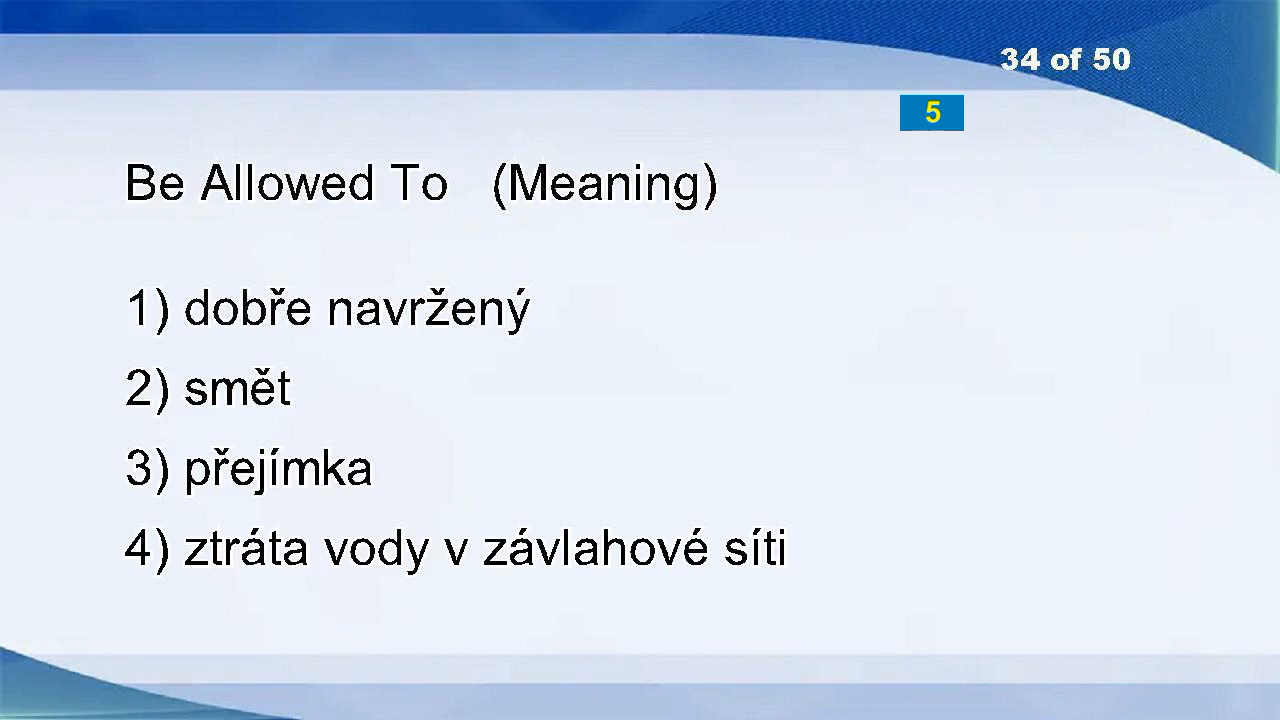 34 of 50
5
Be Allowed To (Meaning)
1) dobře navržený
2) smět
3) přejímka
4) ztráta vody v závlahové síti